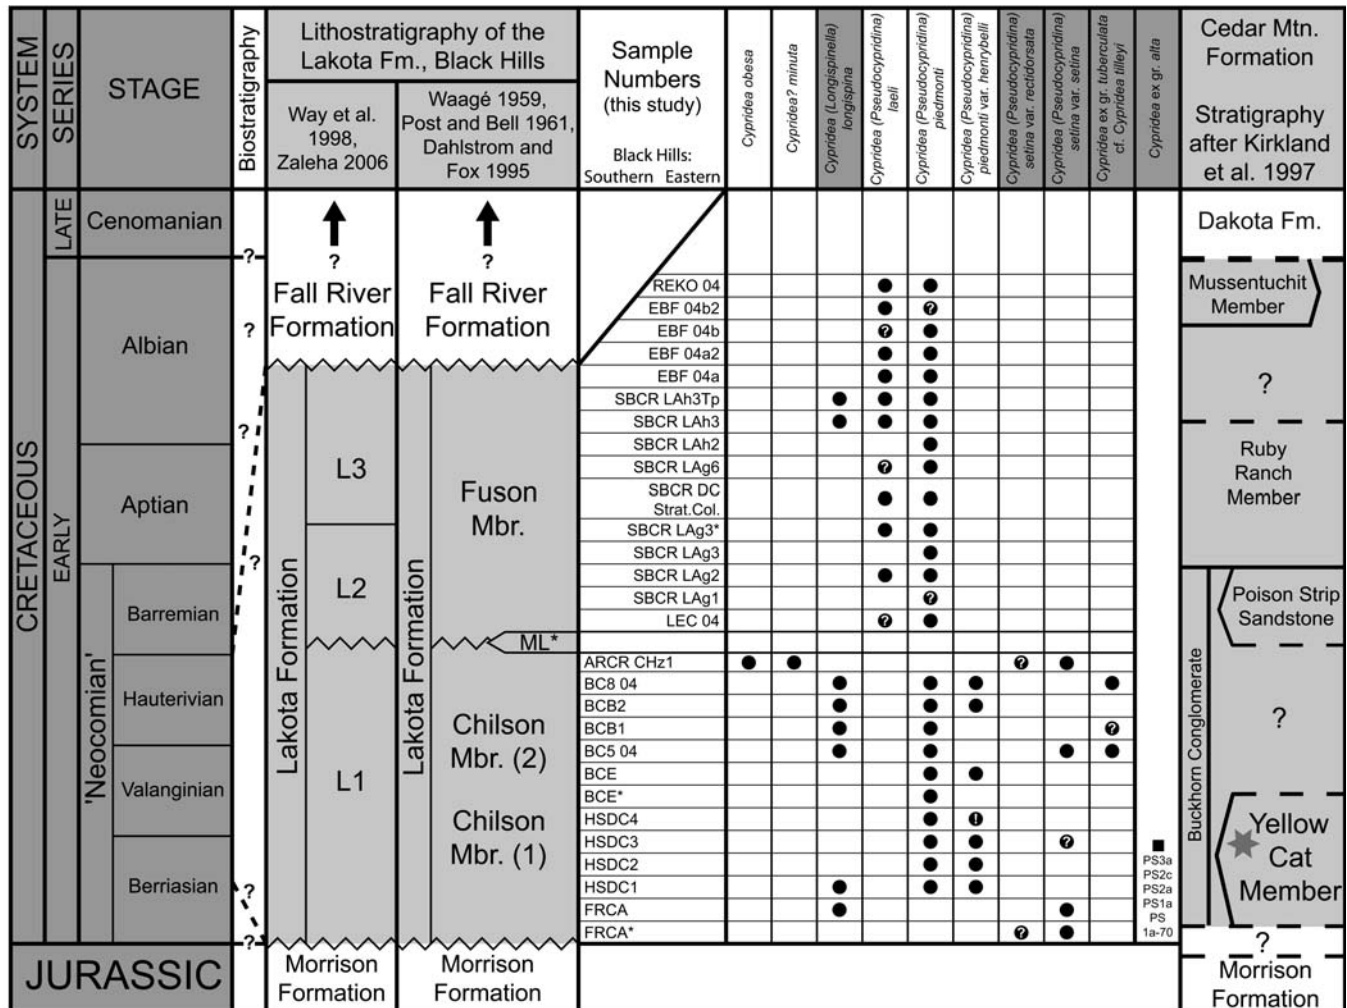 SYSTEM
SERIES
STAGE
Biostratigraphy
Lithostratigraphy of the
Lakota Fm., Black Hills
Way et al.
1998,
Zaleha 2006
Waagé 1959,
Post and Bell 1961,
Dahlstrom and
Fox 1995
Sample
Numbers
(this study)
Black Hills:
Southern Eastern
Cypridea obesa
Cypridea? minuta
Cypridea (Longispinella)
longispina
Cypridea (Pseudocypridina)
laeli
Cypridea (Pseudocypridina)
piedmonti
Cypridea (Pseudocypridina)
piedmonti var. henrybelli
Cypridea (Pseudocypridina)
setina var. rectidorsata
Cypridea (Pseudocypridina)
setina var. setina
Cypridea ex gr. tuberculata
cf. Cypridea tilleyi
Cypridea ex gr. alta
Cedar Mtn.
Formation
Stratigraphy
after Kirkland
et al. 1997
CRETACEOUS
LATE
EARLY
'Neocomian'
Cenomanian
Albian
Aptian
Barremian
Hauterivian
Valanginian
Berriasian
JURASSIC
?
?
?
?
?
?
?
Fall River
Formation
Lakota Formation
L3
L2
L1
Morrison
Formation
?
Fall River
Formation
Lakota Formation
Fuson
Mbr.
ML*
Chilson
Mbr. (2)
Chilson
Mbr. (1)
Morrison
Formation
REKO 04
EBF 04b2
?
EBF 04b
?
EBF 04a2
EBF 04a
SBCR LAh3Tp
SBCR LAh3
SBCR LAh2
SBCR LAg6
?
SBCR DC
Strat.Col.
SBCR LAg3*
SBCR LAg3
SBCR LAg2
SBCR LAg1
?
LEC 04
?
ARCR CHz1
?
BC8 04
BCB2
BCB1
?
BC5 04
BCE
BCE*
HSDC4
!
HSDC3
?
HSDC2
HSDC1
FRCA
FRCA*
?
PS3a
PS2c
PS2a
PS1a
PS
1a-70
Dakota Fm.
Mussentuchit
Member
?
Ruby
Ranch
Member
Buckhorn Conglomerate
Poison Strip
Sandstone
?
Yellow
Cat
Member
?
Morrison
Formation